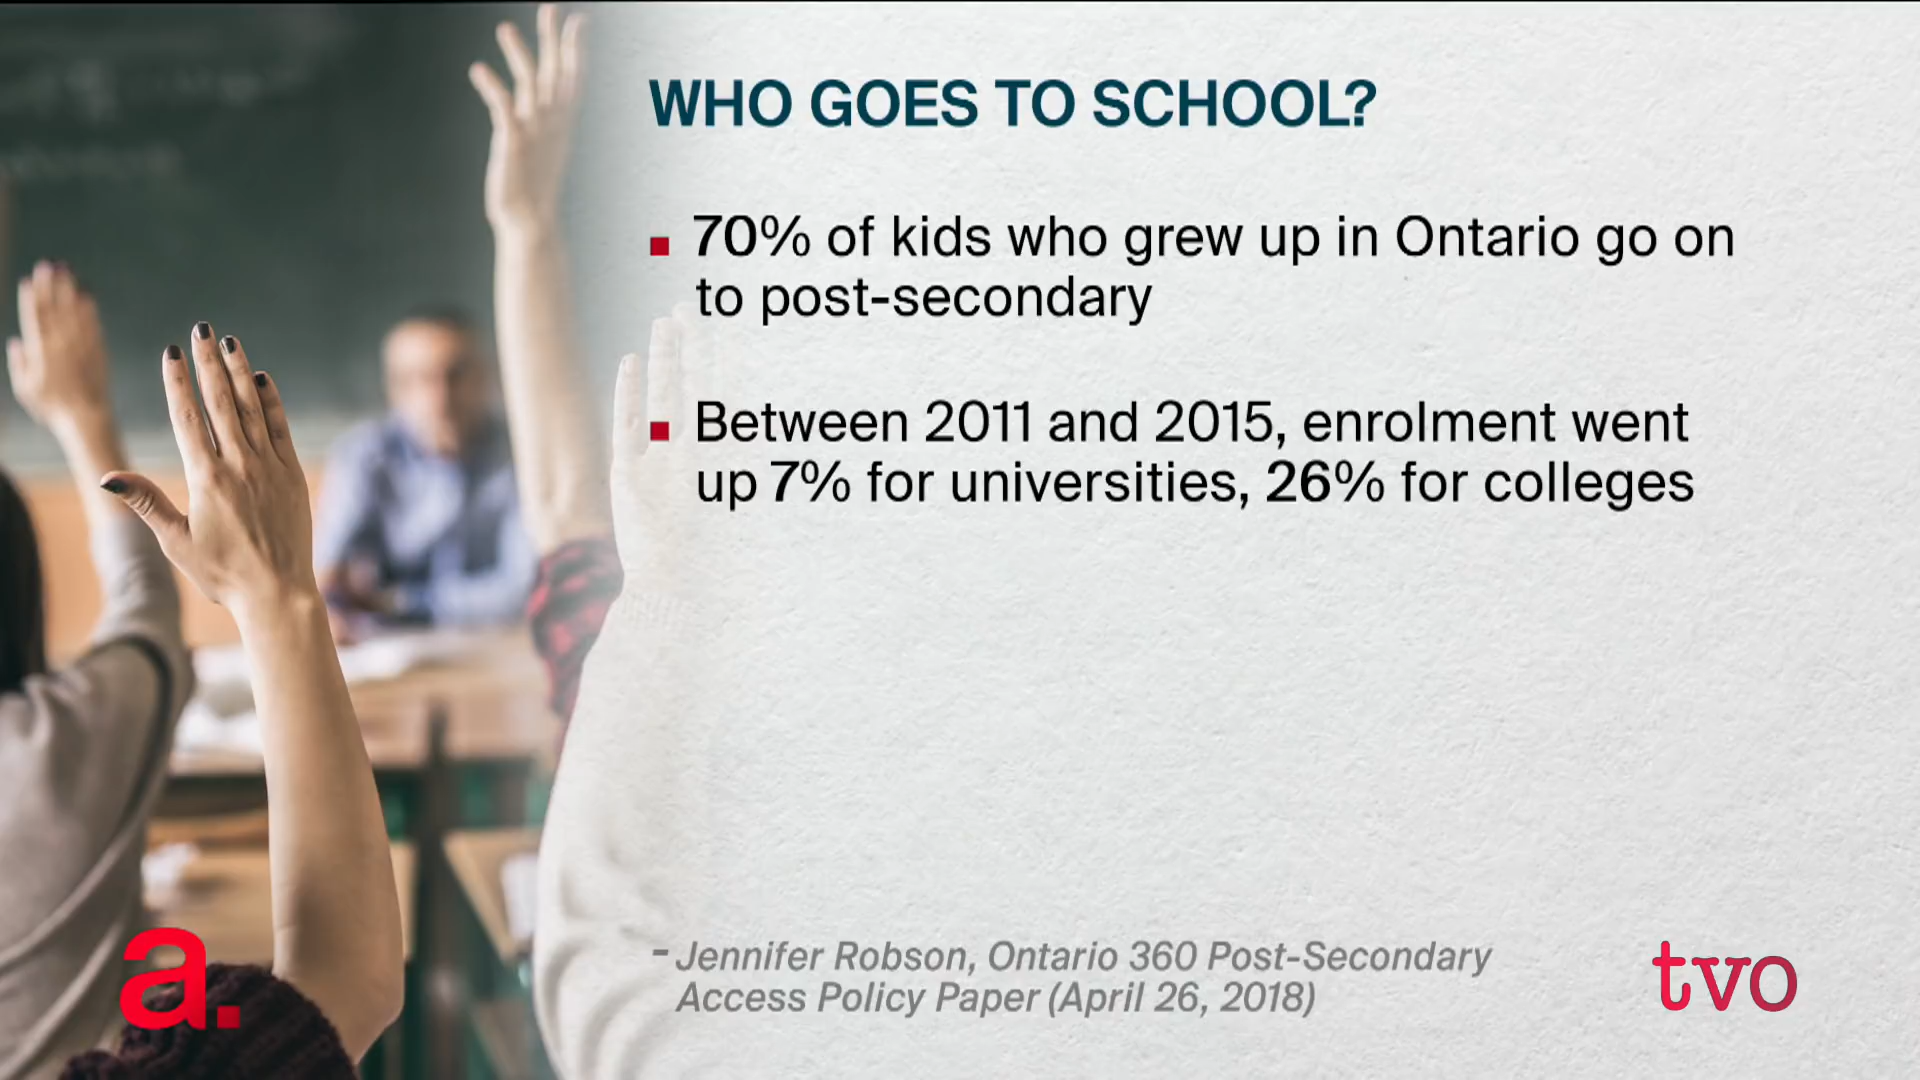 WHO GOES TO SCHOOL?
▪ 70% of kids who grew up in Ontario go on
to post-secondary
▪ Between 2011 and 2015, enrolment went
up 7% for universities, 26% for colleges
- Jennifer Robson, Ontario 360 Post-Secondary
Access Policy Paper (April 26, 2018)
a.
tvo